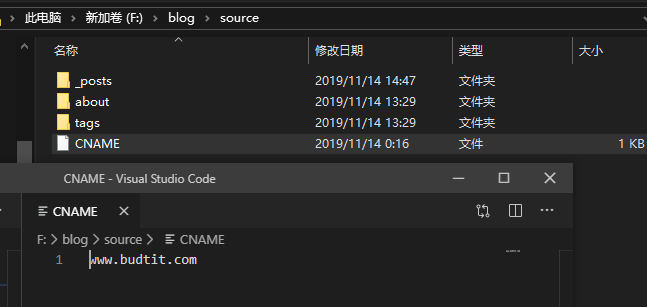 此电脑 > 新加卷 (F:) > blog > source
名称 修改日期 类型 大小
_posts 2019/11/14 14:47 文件夹
about 2019/11/14 13:29 文件夹
tags 2019/11/14 13:29 文件夹
CNAME 2019/11/14 0:16 文件 1 KB
CNAME - Visual Studio Code
CNAME
F: > blog > source > CNAME
1 www.budtit.com